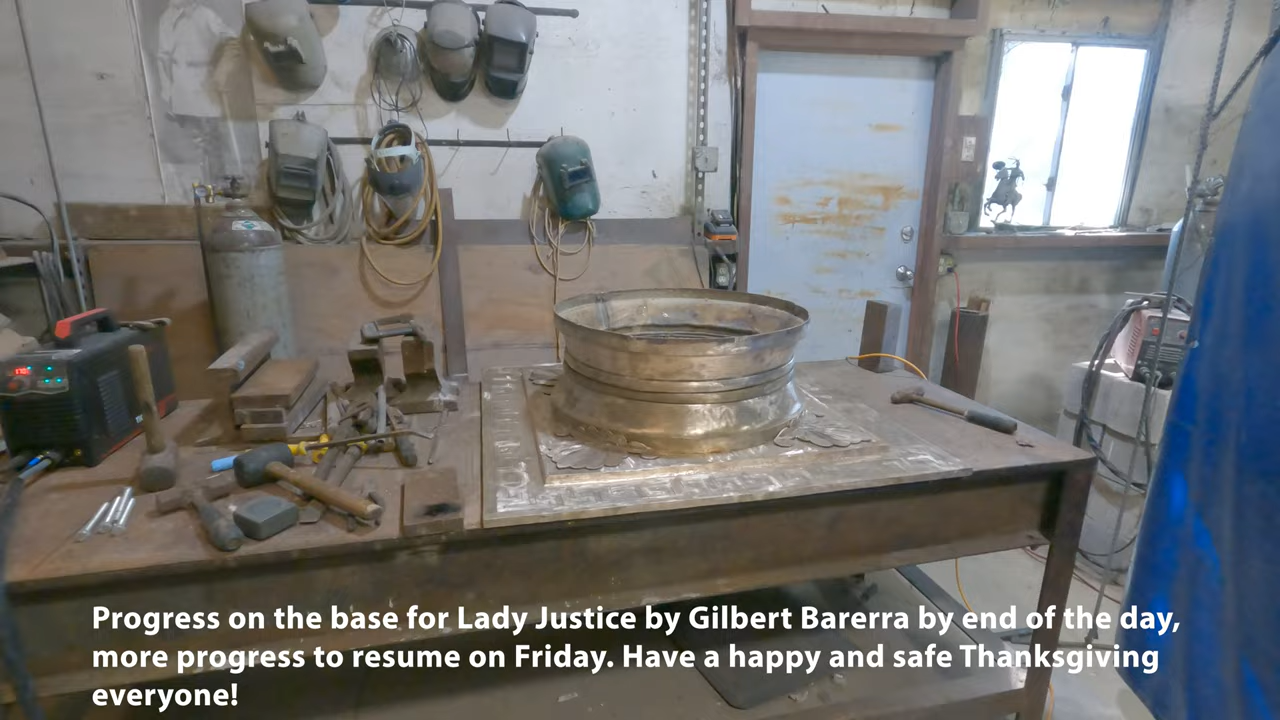 Progress on the base for Lady Justice by Gilbert Barerra by end of the day,
more progress to resume on Friday. Have a happy and safe Thanksgiving
everyone!